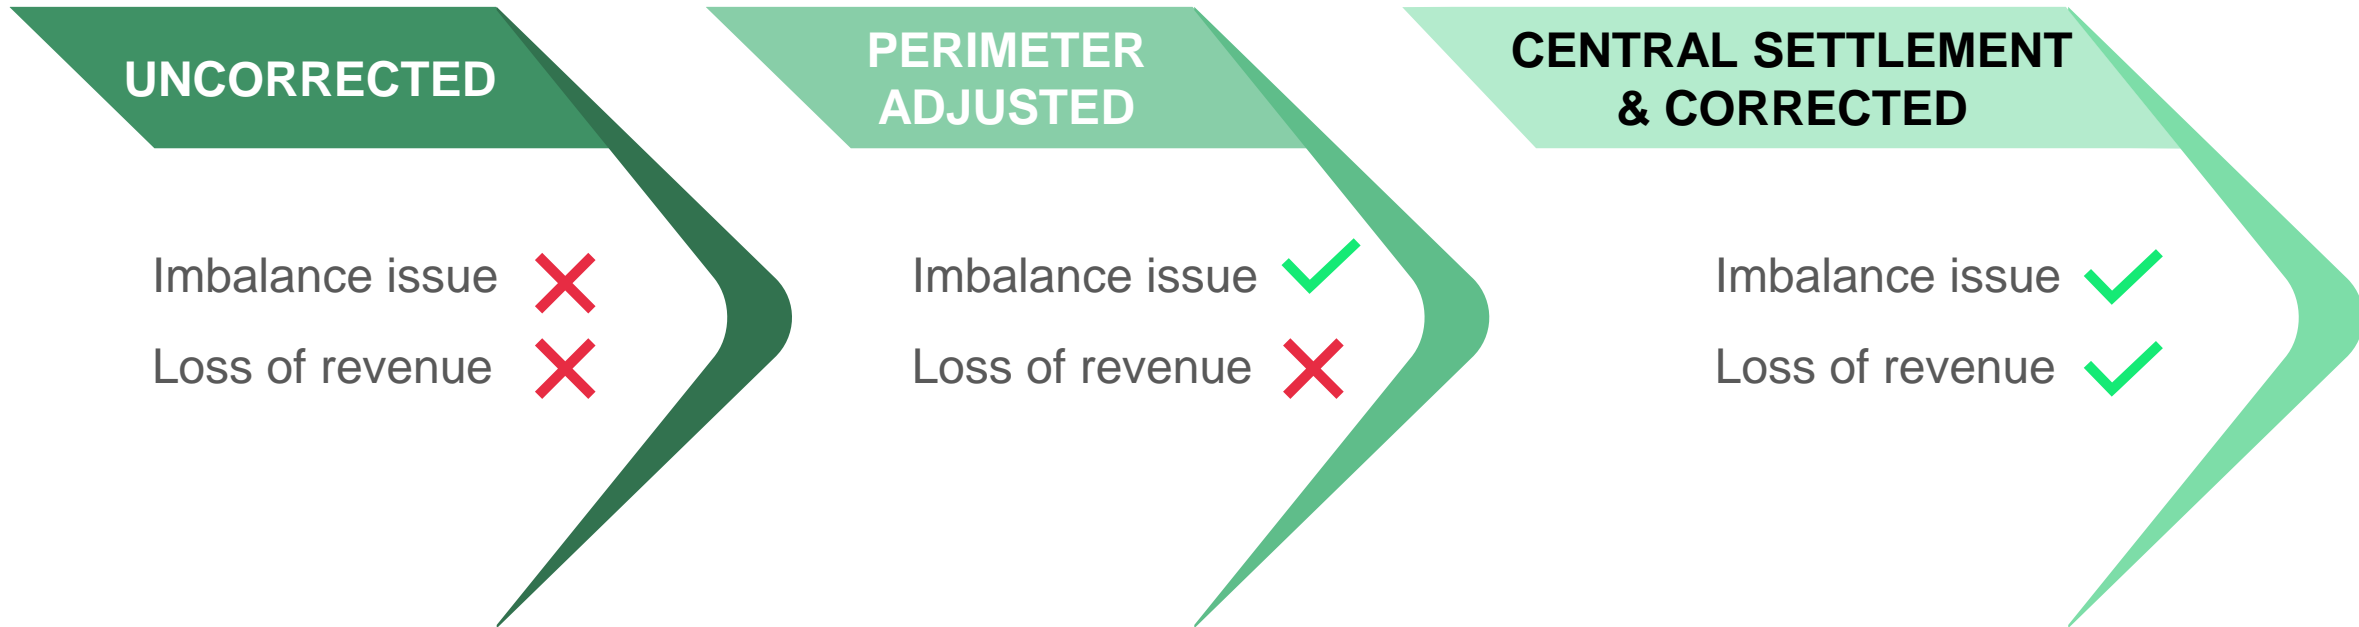 UNCORRECTED
Imbalance issue
Loss of revenue
PERIMETER
ADJUSTED
Imbalance issue
Loss of revenue
CENTRAL SETTLEMENT
& CORRECTED
Imbalance issue
Loss of revenue